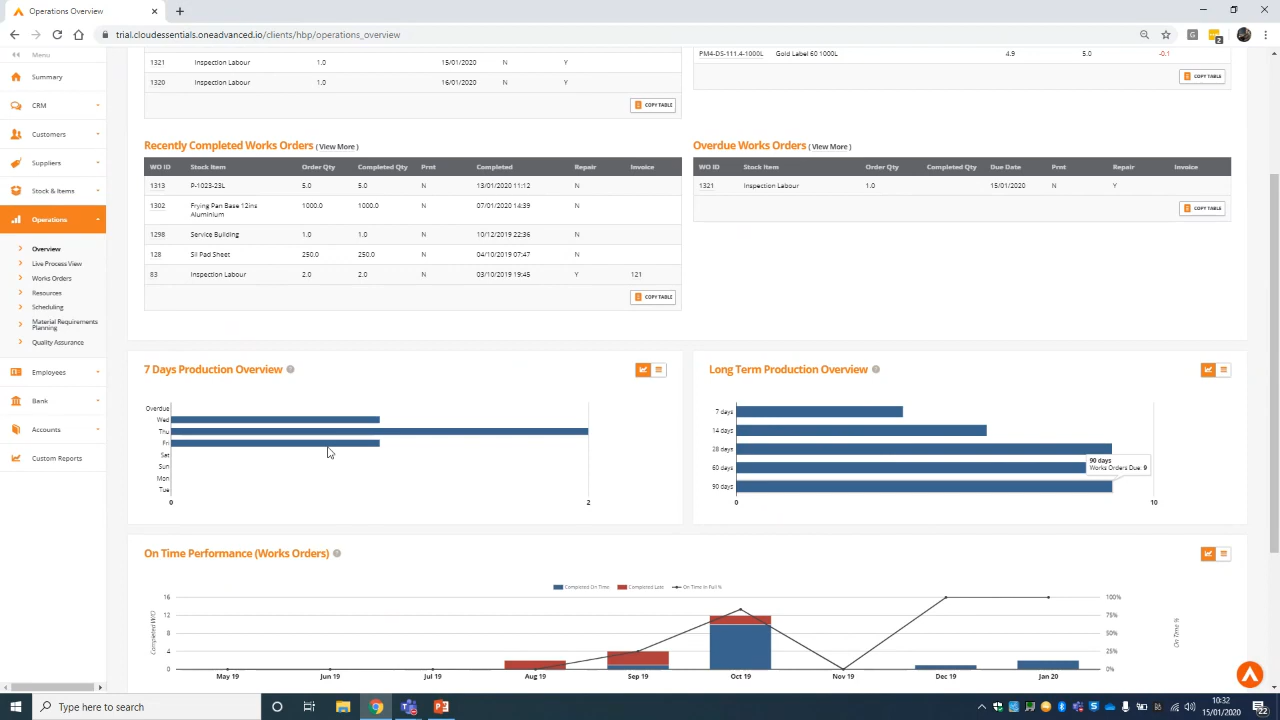 Operations Overview
trial.cloudessentials.oneadvanced.io/clients/hbp/operations_overview
Menu
Summary
CRM
Customers
Suppliers
Stock & Items
Operations
Overview
Live Process View
Works Orders
Resources
Scheduling
Material Requirements
Planning
Quality Assurance
Employees
Bank
Accounts
Custom Reports
1321 Inspection Labour 1.0 15/01/2020 N Y
1320 Inspection Labour 1.0 16/01/2020 N Y
COPY TABLE
PM4-DS-111.4-1000L Gold Label 60 1000L 4.9 5.0 -0.1
COPY TABLE
Recently Completed Works Orders ( View More )
WO ID Stock Item Order Qty Completed Qty Prnt Completed Repair Invoice
1313 P-1023-23L 5.0 5.0 N 13/01/2020 11:12 N
1302 Frying Pan Base 12ins 1000.0 1000.0 N 07/01/2020 14:39 N
Aluminium
1298 Service Building 1.0 1.0 N 10/12/2019 22:36 N
128 Sil Pad Sheet 250.0 250.0 N 04/10/2019 07:47 N
83 Inspection Labour 2.0 2.0 N 03/10/2019 19:45 Y 121
COPY TABLE
Overdue Works Orders ( View More )
WO ID Stock Item Order Qty Completed Qty Due Date Prnt Repair Invoice
1321 Inspection Labour 1.0 15/01/2020 N Y
COPY TABLE
7 Days Production Overview ?
Overdue
Wed
Thu
Fri
Sat
Sun
Mon
Tue
0 2
Long Term Production Overview ?
7 days
14 days
28 days
60 days
90 days
90 days
Works Orders Due: 9
0 10
On Time Performance (Works Orders) ?
Completed On Time Completed Late On Time In Full %
Completed (WO)
16
12
8
4
0
100%
75%
50%
25%
0%
On Time %
May 19 Jun 19 Jul 19 Aug 19 Sep 19 Oct 19 Nov 19 Dec 19 Jan 20
Type here to search
10:32
15/01/2020
22